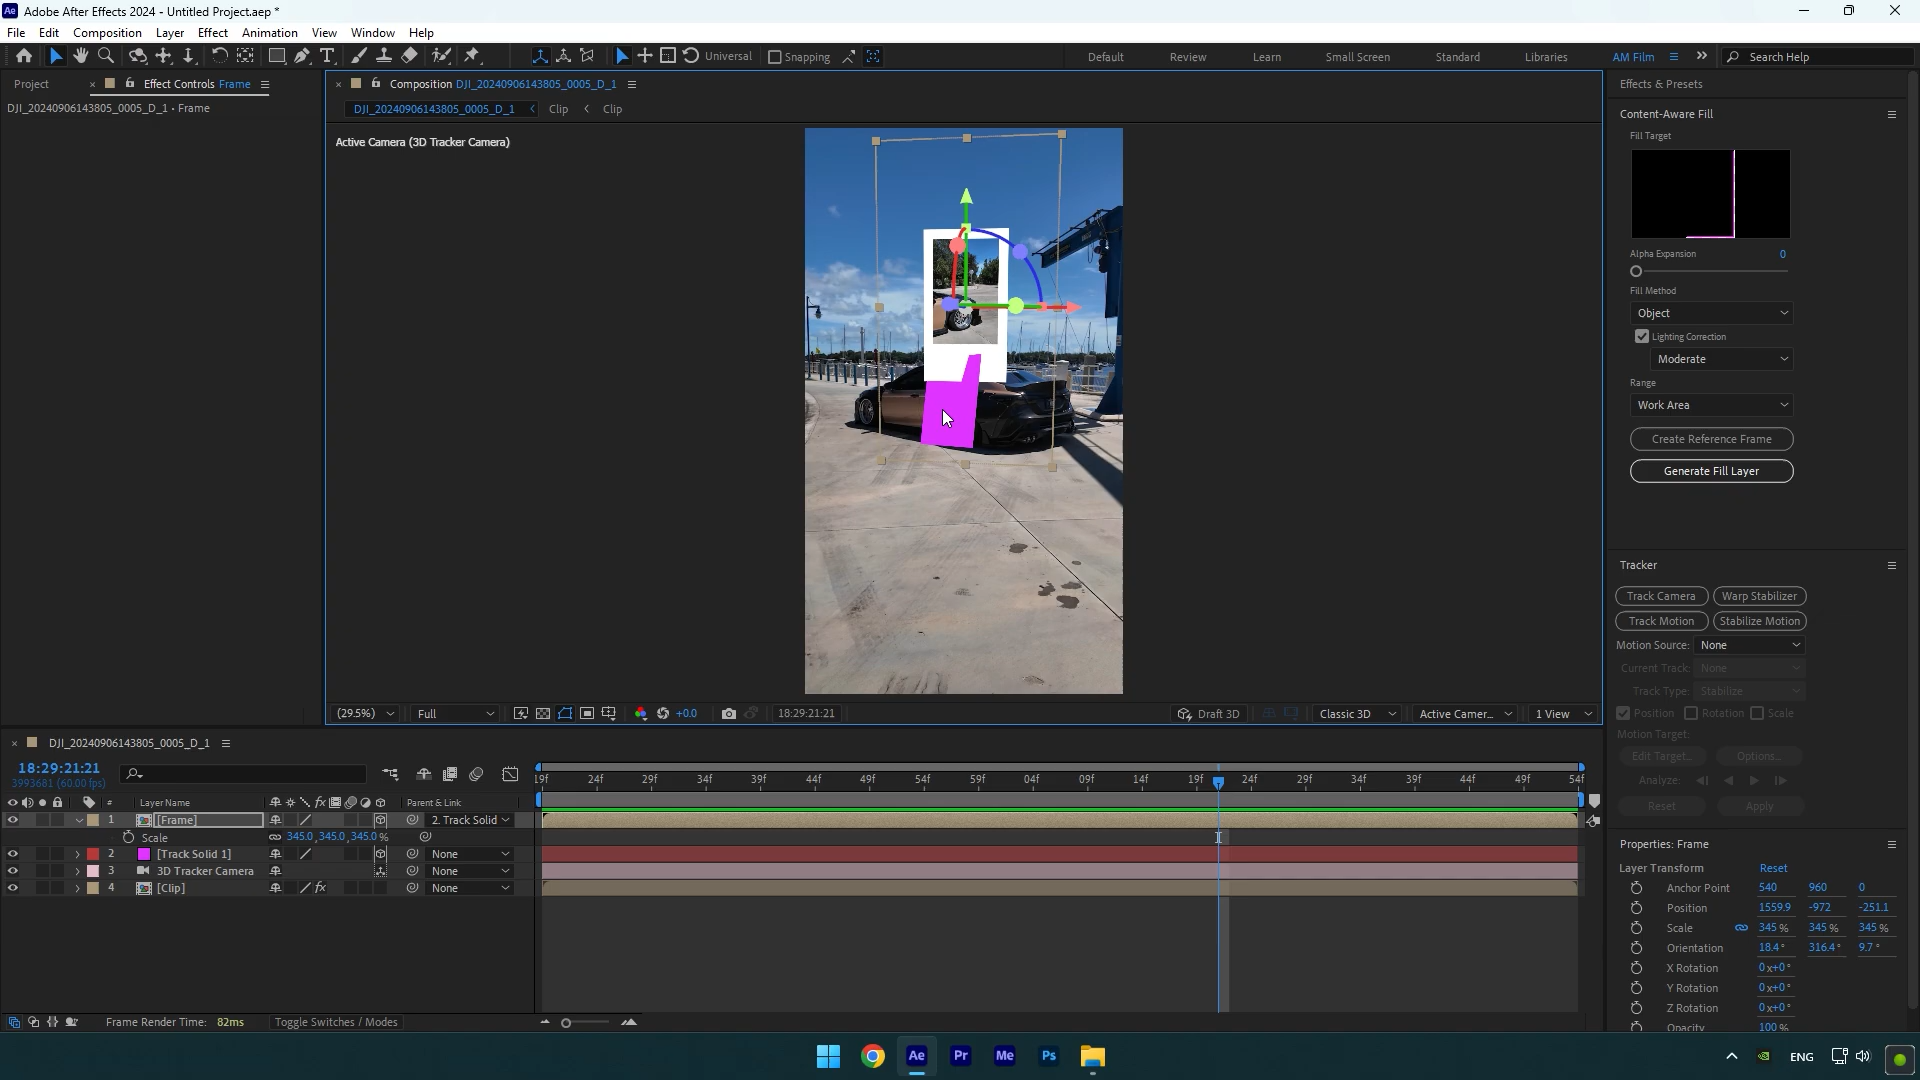 Ae Adobe After Effects 2024 - Untitled Project.aep *
File Edit Composition Layer Effect Animation View Window Help
Universal Snapping Default Review Learn Small Screen Standard Libraries AM Film Search Help
Project Effect Controls Frame
DJI_20240906143805_0005_D_1 • Frame
Composition DJI_20240906143805_0005_D_1
DJI_20240906143805_0005_D_1 Clip Clip
Active Camera (3D Tracker Camera)
(29.5%) Full +0.0 18:29:21:21 Draft 3D Classic 3D Active Camer... 1 View
Effects & Presets
Content-Aware Fill
Fill Target
Alpha Expansion 0
Fill Method
Object
Lighting Correction
Moderate
Range
Work Area
Create Reference Frame
Generate Fill Layer
Tracker
Track Camera Warp Stabilizer
Track Motion Stabilize Motion
Motion Source: None
Current Track: None
Track Type: Stabilize
Position Rotation Scale
Motion Target:
Edit Target... Options...
Analyze:
Reset Apply
Properties: Frame
Layer Transform Reset
Anchor Point 540 960 0
Position 1559.9 -972 -251.1
Scale 345 % 345 % 345 %
Orientation 18.4° 316.4° 9.7°
X Rotation 0x+0°
Y Rotation 0x+0°
Z Rotation 0x+0°
Opacity 100 %
DJI_20240906143805_0005_D_1
18:29:21:21
3993681 (60.00 fps)
19f 24f 29f 34f 39f 44f 49f 54f 59f 04f 09f 14f 19f 24f 29f 34f 39f 44f 49f 54f
# Layer Name fx Parent & Link
1 [Frame] 2. Track Solid
Scale 345.0,345.0,345.0%
2 [Track Solid 1] None
3 3D Tracker Camera None
4 [Clip] fx None
Frame Render Time: 82ms Toggle Switches / Modes
Ae Pr Me Ps ENG